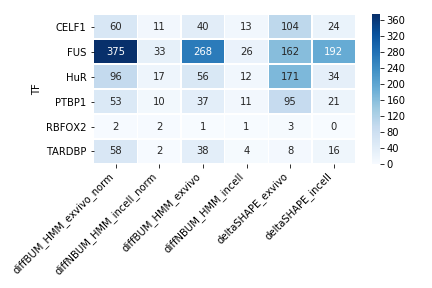 CELF1 60 11 40 13 104 24
FUS 375 33 268 26 162 192
HuR 96 17 56 12 171 34
PTBP1 53 10 37 11 95 21
RBFOX2 2 2 1 1 3 0
TARDBP 58 2 38 4 8 16
TF
diffBUM_HMM_exvivo_norm
diffNBUM_HMM_incell_norm
diffBUM_HMM_exvivo
diffNBUM_HMM_incell
deltaSHAPE_exvivo
deltaSHAPE_incell
360
320
280
240
200
160
120
80
40
0